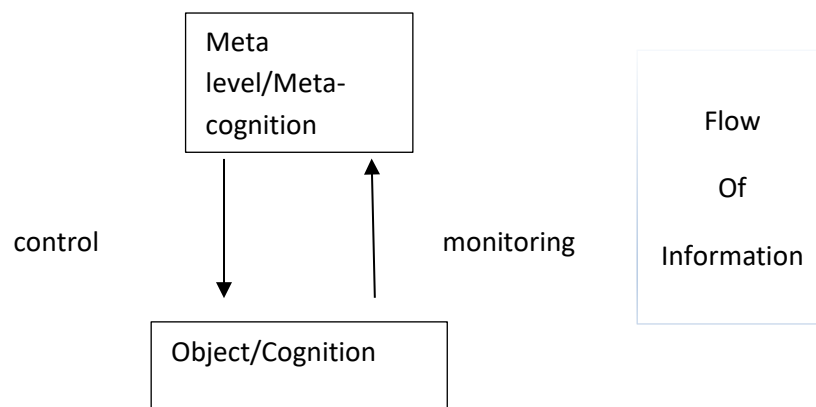 Meta
level/Meta-
cognition
Flow
Of
Information
control
monitoring
Object/Cognition